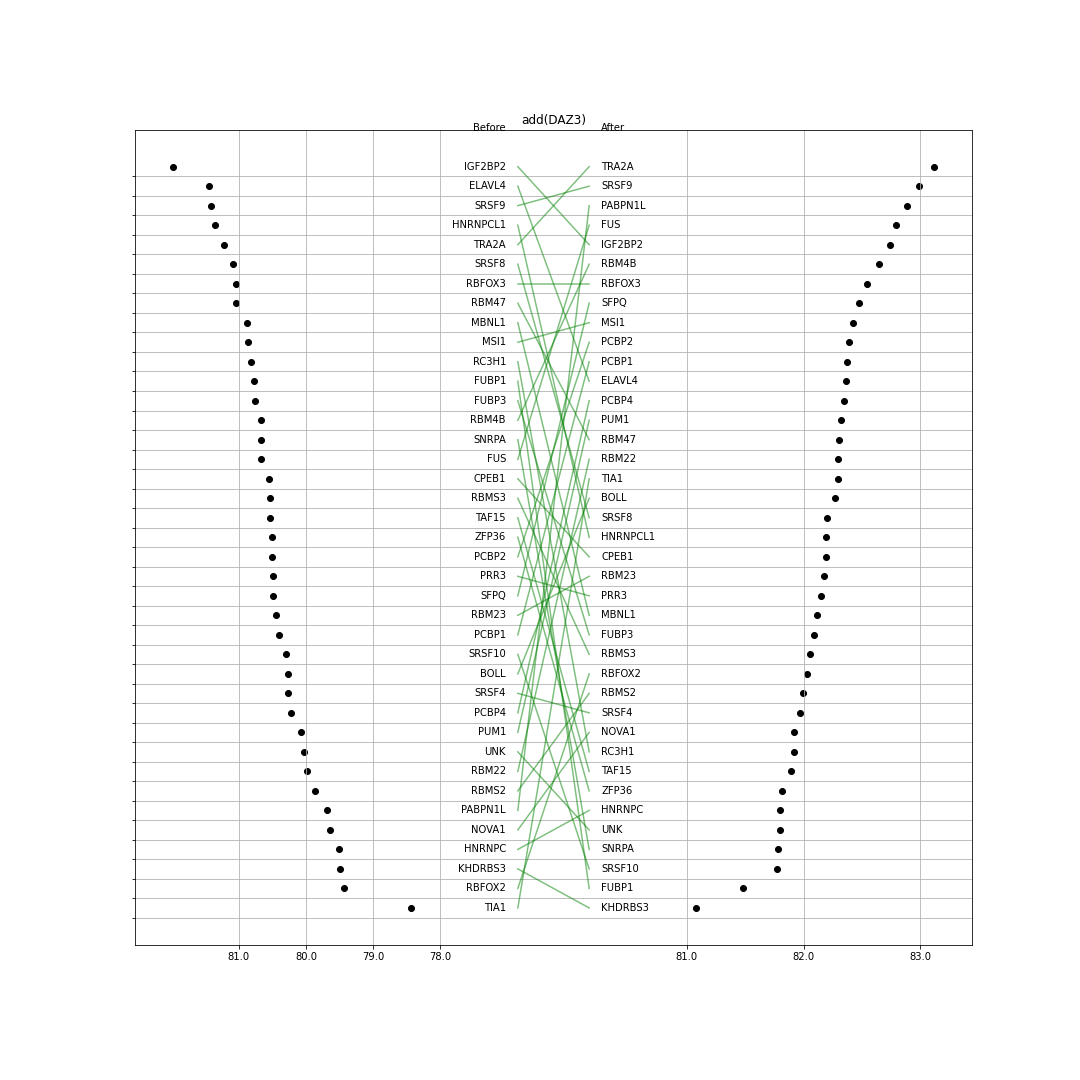 add(DAZ3)
Before After
IGF2BP2 TRA2A
ELAVL4 SRSF9
SRSF9 PABPN1L
HNRNPCL1 FUS
TRA2A IGF2BP2
SRSF8 RBM4B
RBFOX3 RBFOX3
RBM47 SFPQ
MBNL1 MSI1
MSI1 PCBP2
RC3H1 PCBP1
FUBP1 ELAVL4
FUBP3 PCBP4
RBM4B PUM1
SNRPA RBM47
FUS RBM22
CPEB1 TIA1
RBMS3 BOLL
TAF15 SRSF8
ZFP36 HNRNPCL1
PCBP2 CPEB1
PRR3 RBM23
SFPQ PRR3
RBM23 MBNL1
PCBP1 FUBP3
SRSF10 RBMS3
BOLL RBFOX2
SRSF4 RBMS2
PCBP4 SRSF4
PUM1 NOVA1
UNK RC3H1
RBM22 TAF15
RBMS2 ZFP36
PABPN1L HNRNPC
NOVA1 UNK
HNRNPC SNRPA
KHDRBS3 SRSF10
RBFOX2 FUBP1
TIA1 KHDRBS3
81.0 80.0 79.0 78.0 81.0 82.0 83.0